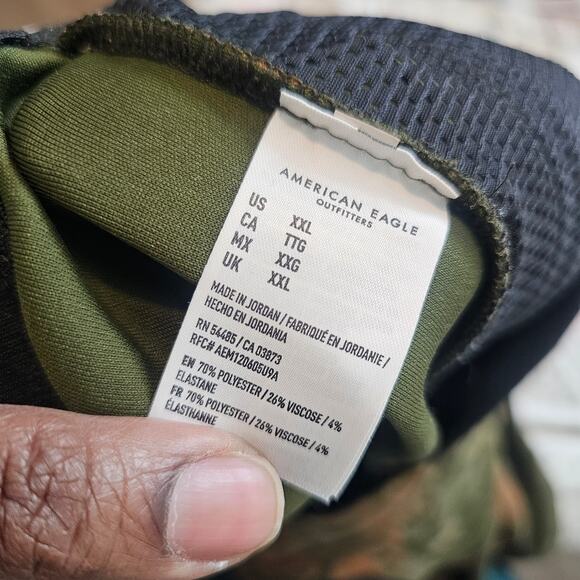 AMERICAN EAGLE
OUTFITTERS
US XXL
CA TTG
MX XXG
UK XXL
MADE IN JORDAN / FABRIQUÉ EN JORDANIE /
HECHO EN JORDANIA
RN 54485 / CA 03873
RFC# AEM120605U9A
EN 70% POLYESTER / 26% VISCOSE / 4%
ELASTANE
FR 70% POLYESTER / 26% VISCOSE / 4%
ÉLASTHANNE